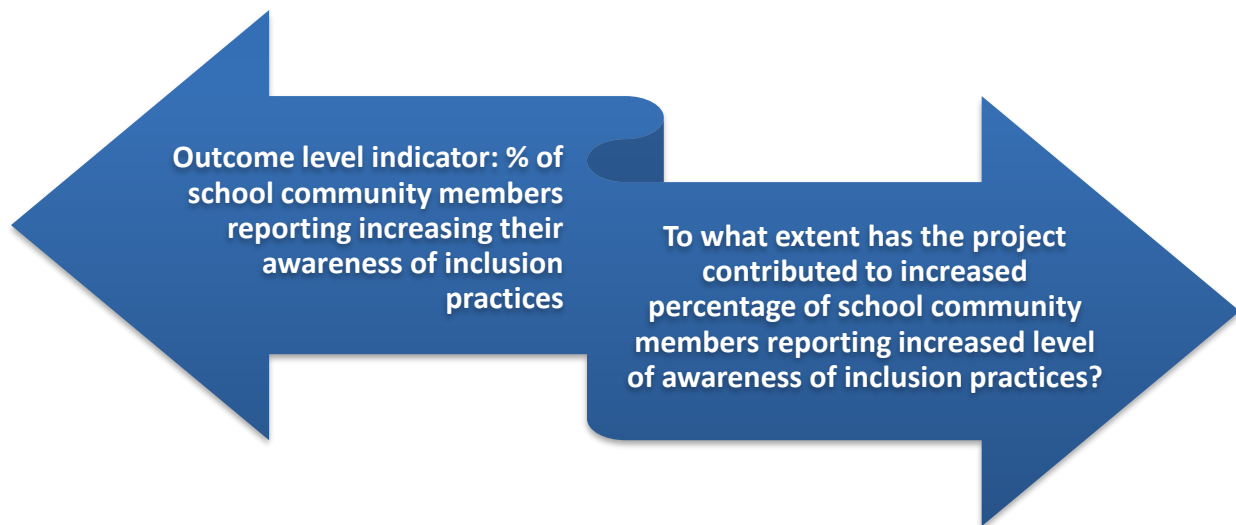 Outcome level indicator: % of
school community members
reporting increasing their
awareness of inclusion
practices
To what extent has the project
contributed to increased
percentage of school community
members reporting increased level
of awareness of inclusion practices?